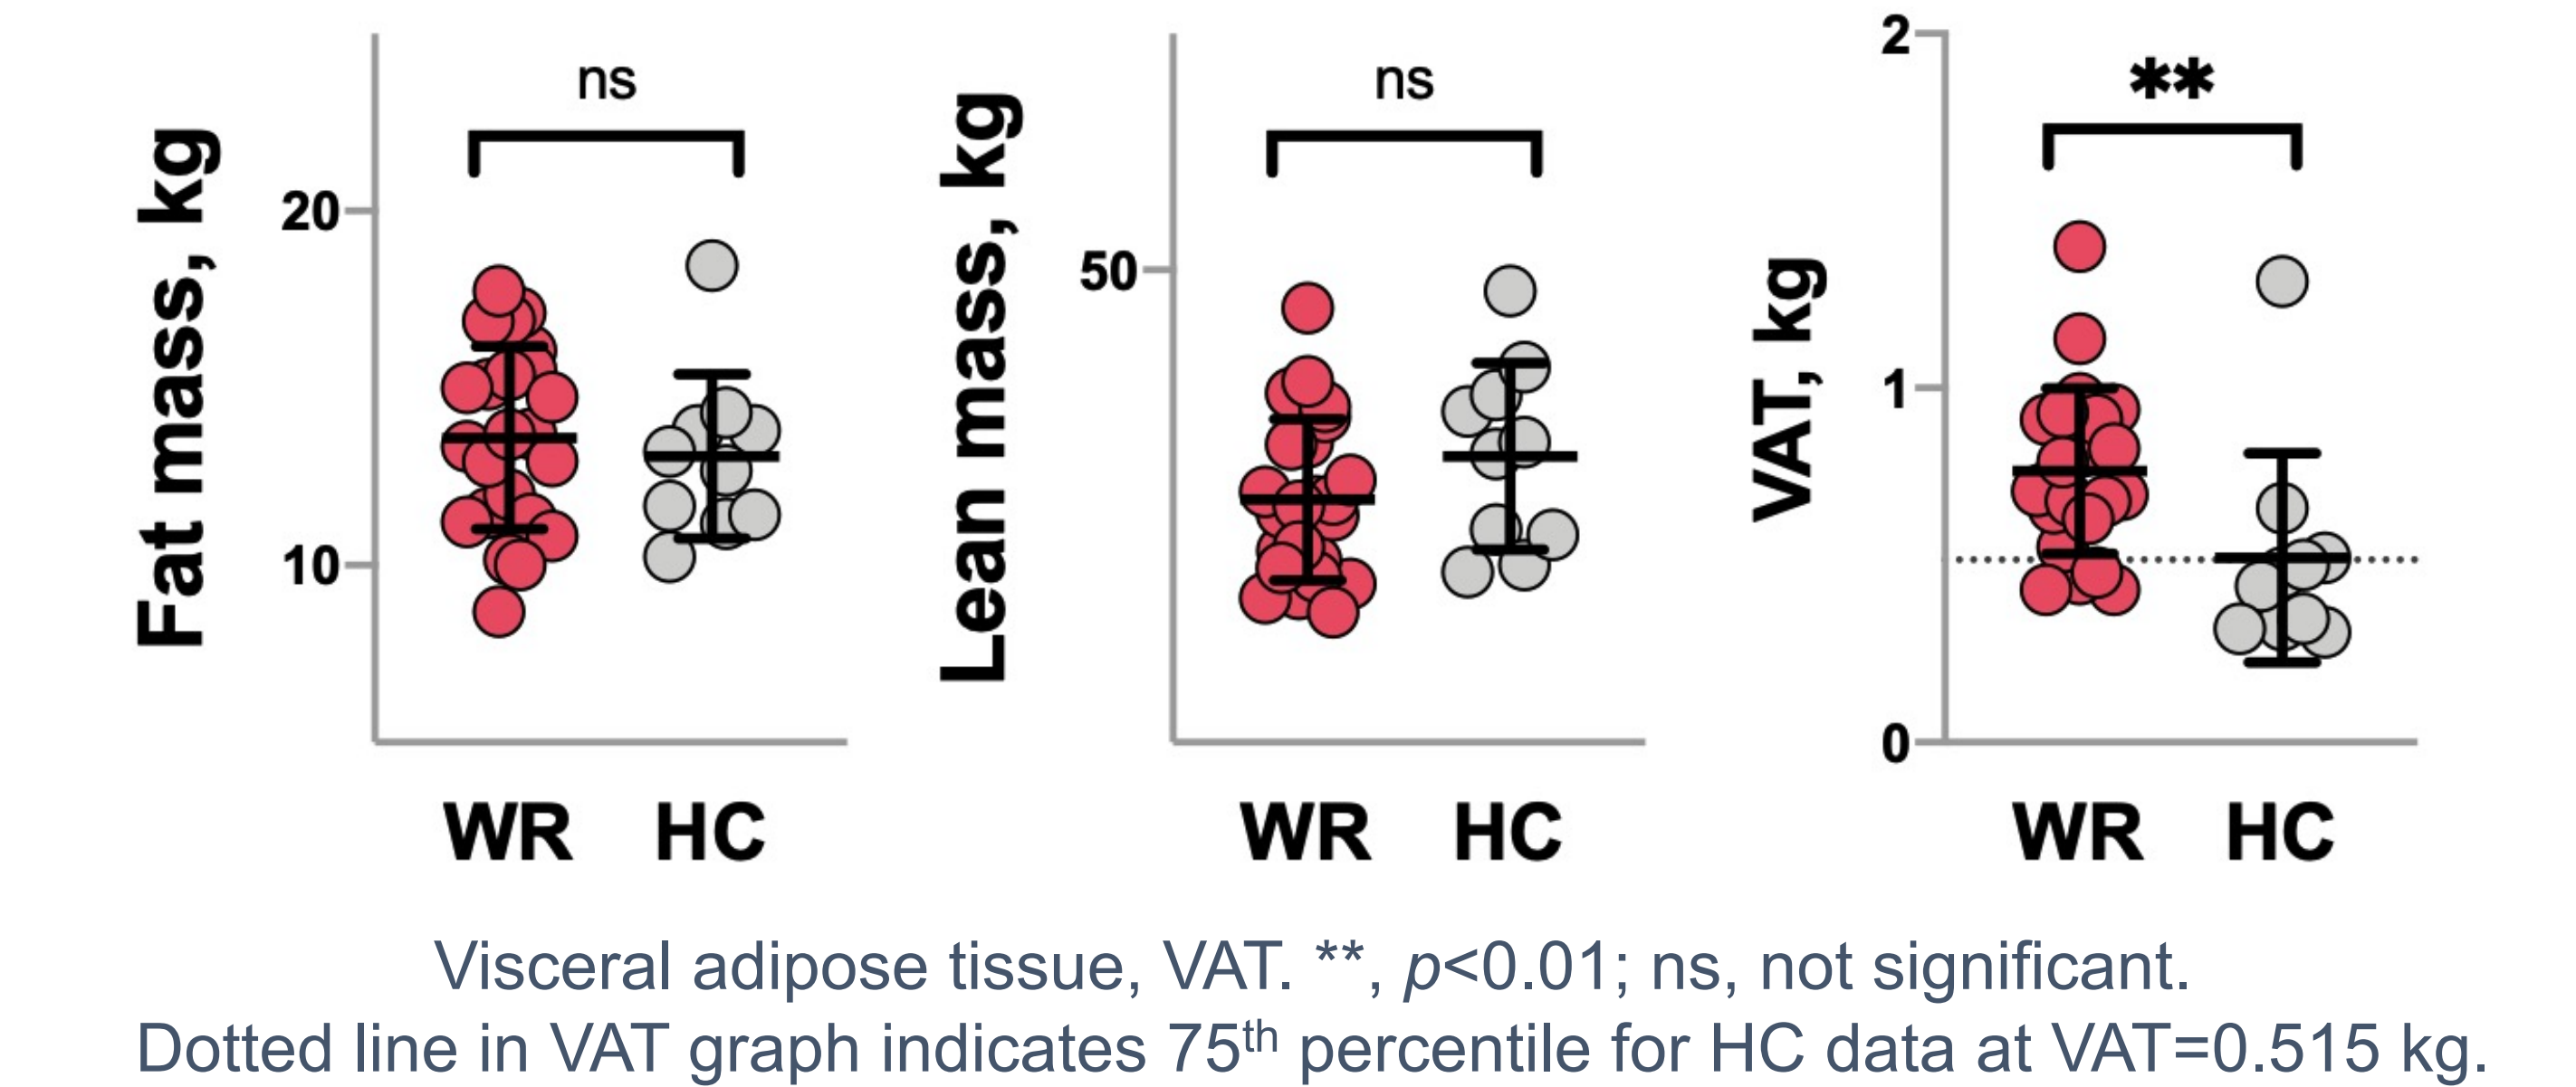 Fat mass, kg
20
10
ns
WR HC
Lean mass, kg
50
ns
WR HC
VAT, kg
2
1
0
**
WR HC
Visceral adipose tissue, VAT. **, p<0.01; ns, not significant.
Dotted line in VAT graph indicates 75th percentile for HC data at VAT=0.515 kg.